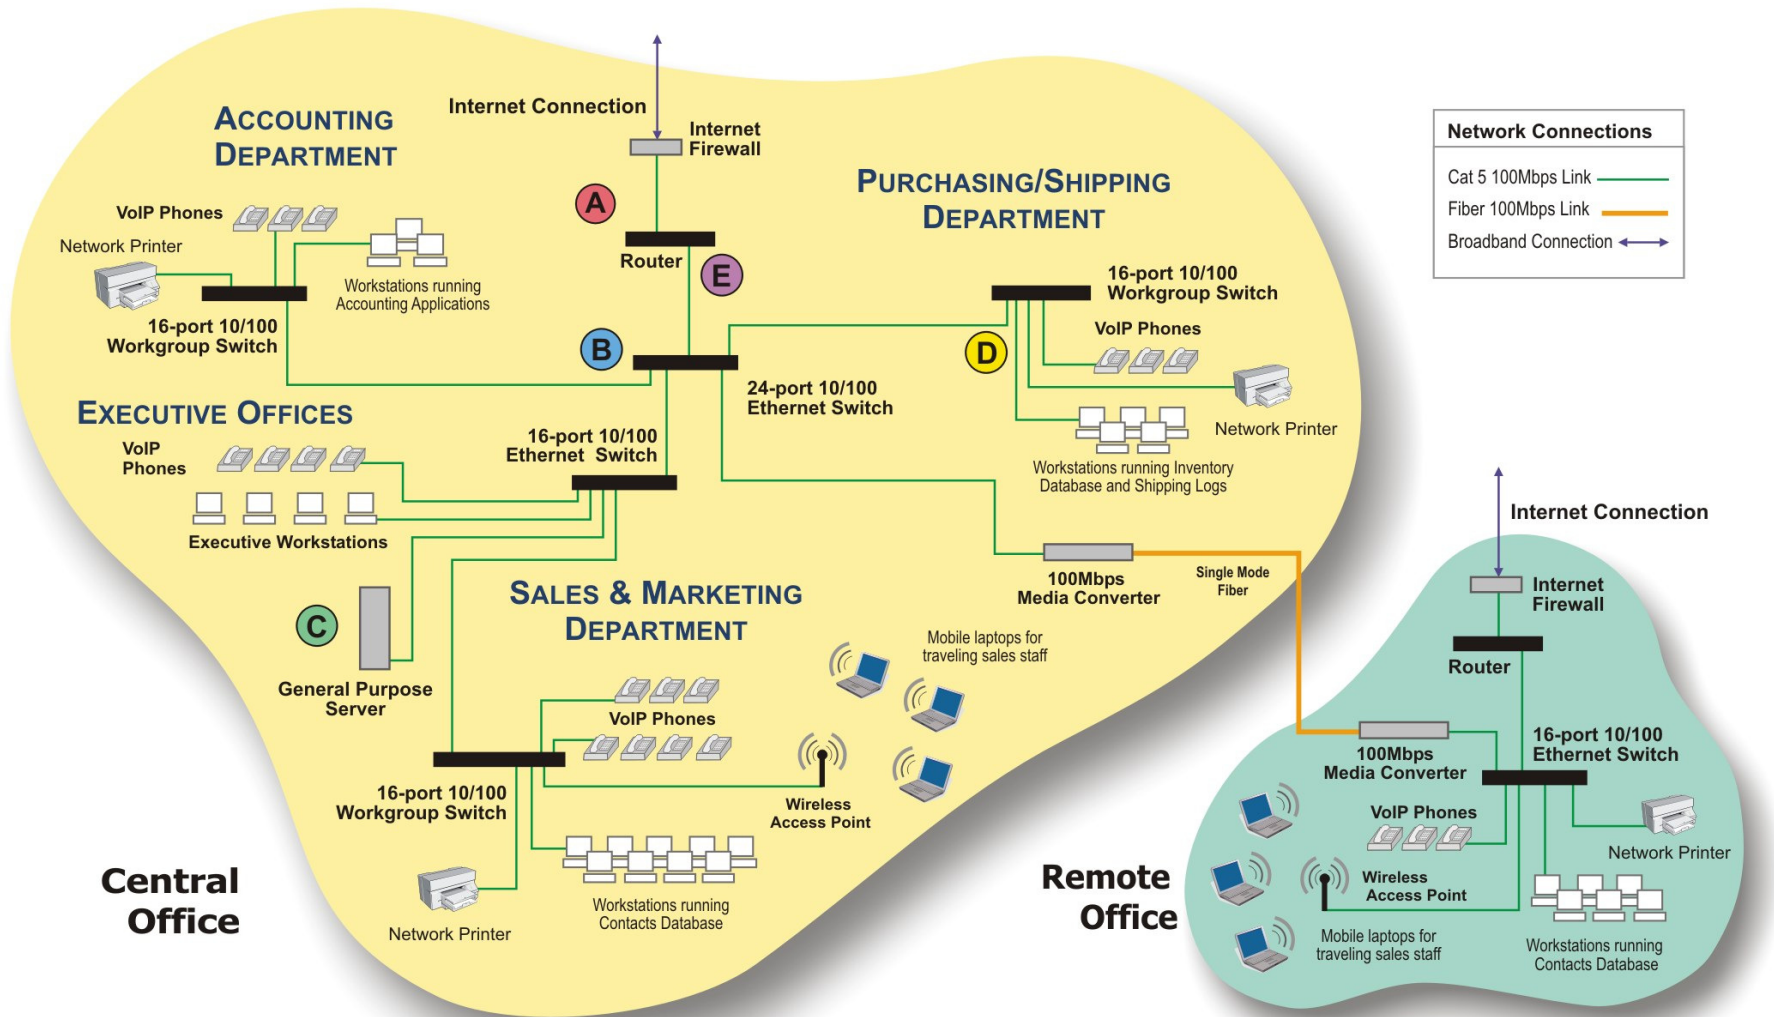 Internet Connection
Internet
Firewall
ACCOUNTING
DEPARTMENT
VoIP Phones
Network Printer
Workstations running
Accounting Applications
16-port 10/100
Workgroup Switch
A
Router
E
B
24-port 10/100
Ethernet Switch
PURCHASING/SHIPPING
DEPARTMENT
16-port 10/100
Workgroup Switch
D
VoIP Phones
Network Printer
Workstations running Inventory
Database and Shipping Logs
Network Connections
Cat 5 100Mbps Link
Fiber 100Mbps Link
Broadband Connection
EXECUTIVE OFFICES
VoIP
Phones
16-port 10/100
Ethernet Switch
Executive Workstations
C
General Purpose
Server
SALES & MARKETING
DEPARTMENT
Mobile laptops for
traveling sales staff
VoIP Phones
16-port 10/100
Workgroup Switch
Wireless
Access Point
Network Printer
Workstations running
Contacts Database
Central
Office
100Mbps
Media Converter
Single Mode
Fiber
Internet Connection
Internet
Firewall
Router
16-port 10/100
Ethernet Switch
100Mbps
Media Converter
VoIP Phones
Network Printer
Wireless
Access Point
Mobile laptops for
traveling sales staff
Workstations running
Contacts Database
Remote
Office